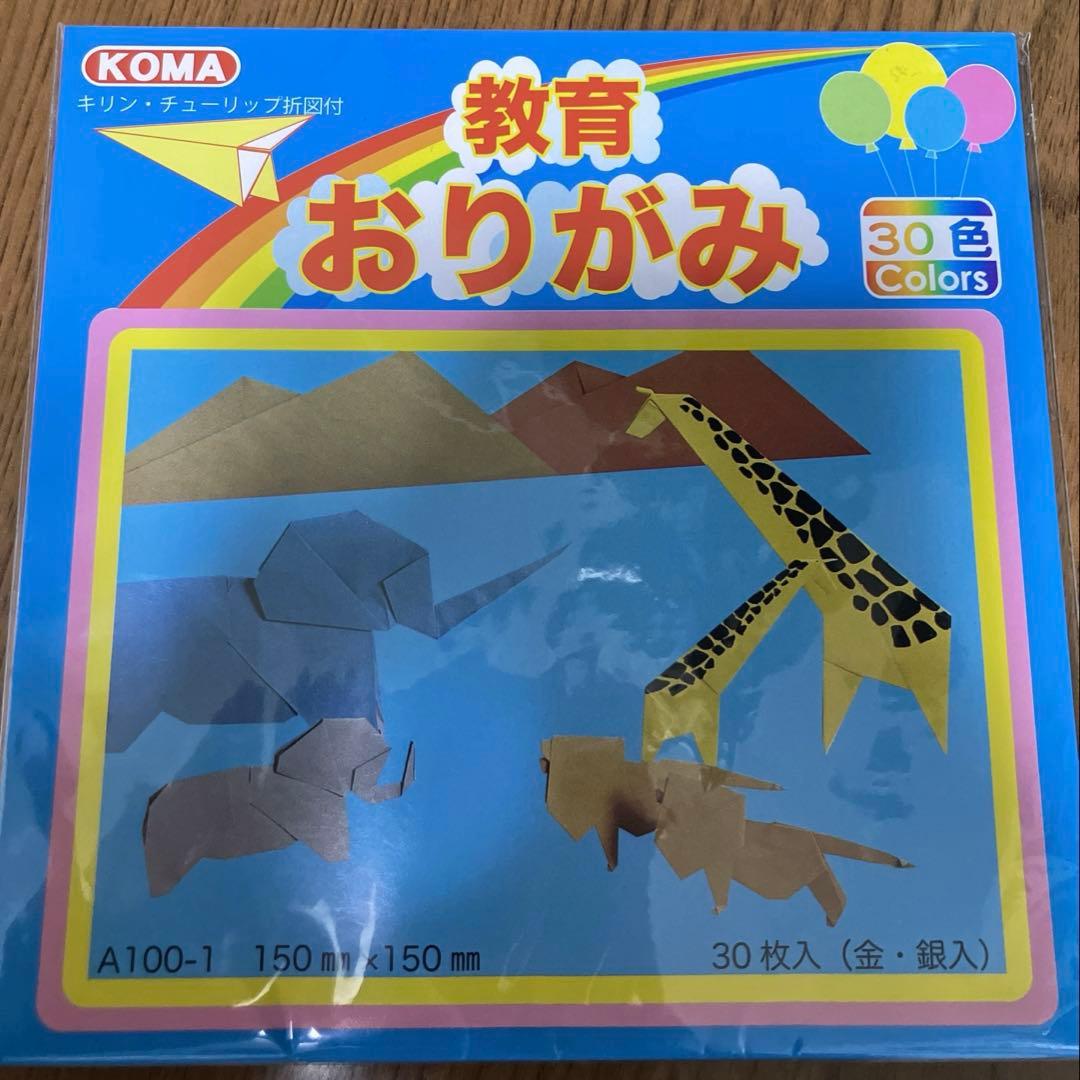 KOMA
キリン・チューリップ折図付
教育
おりがみ
30色
Colors
A100-1 150㎜×150㎜
30枚入（金・銀入）